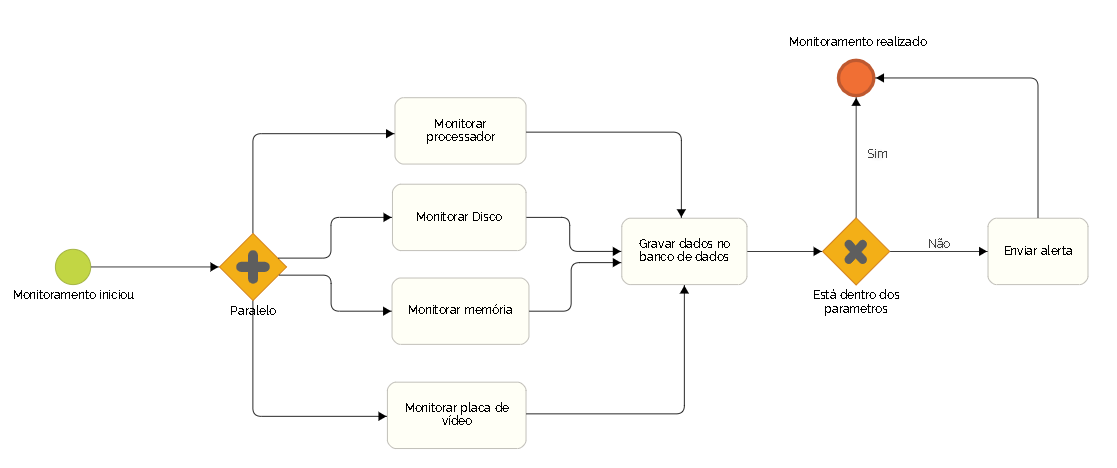 Monitoramento realizado
Monitorar
processador
Sim
Monitorar Disco
Gravar dados no
banco de dados
Não
Enviar alerta
Monitoramento iniciou
Está dentro dos
parametros
Paralelo
Monitorar memória
Monitorar placa de
vídeo